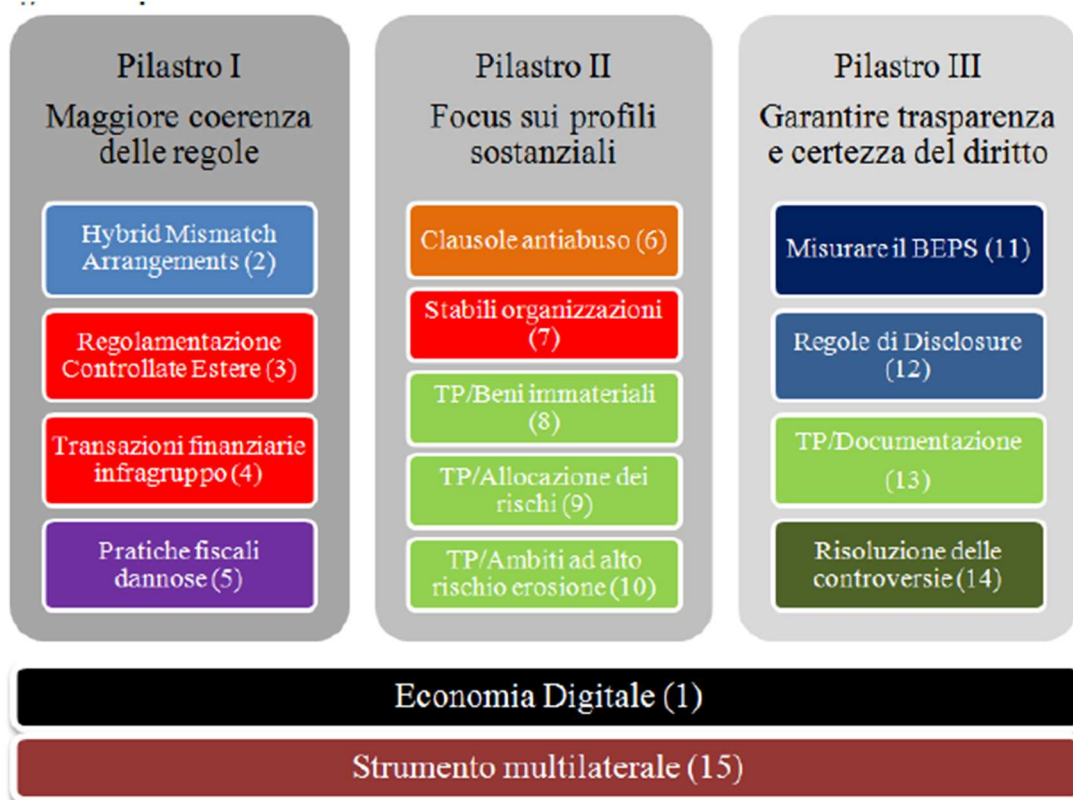 Pilastro I
Maggiore coerenza
delle regole
Hybrid Mismatch
Arrangements (2)
Regolamentazione
Controllate Estere (3)
Transazioni finanziarie
infragruppo (4)
Pratiche fiscali
dannose (5)
Pilastro II
Focus sui profili
sostanziali
Clausole antiabuso (6)
Stabili organizzazioni
(7)
TP/Beni immateriali
(8)
TP/Allocazione dei
rischi (9)
TP/Ambiti ad alto
rischio erosione (10)
Pilastro III
Garantire trasparenza
e certezza del diritto
Misurare il BEPS (11)
Regole di Disclosure
(12)
TP/Documentazione
(13)
Risoluzione delle
controversie (14)
Economia Digitale (1)
Strumento multilaterale (15)